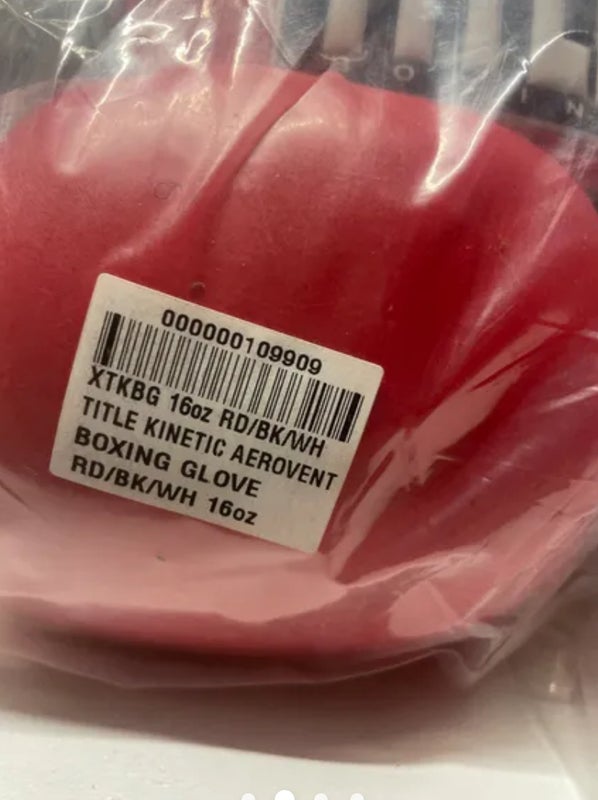 000000109909
XTKBG 16oz RD/BK/WH
TITLE KINETIC AEROVENT
BOXING GLOVE
RD/BK/WH 16oz